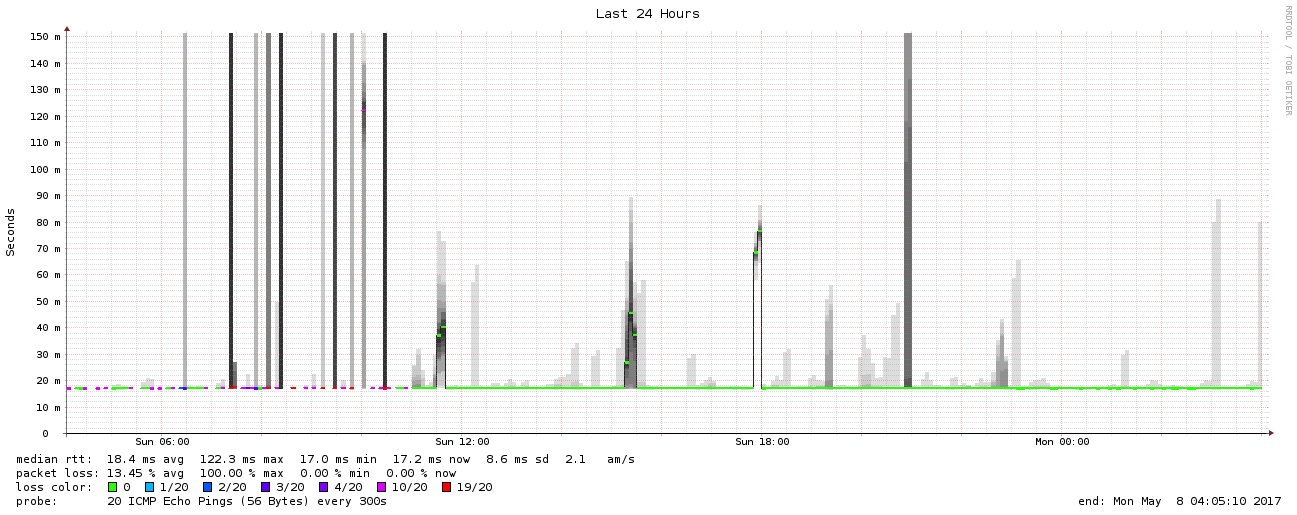 Last 24 Hours
RRDTOOL / TOBI OETIKER
Seconds
150 m
140 m
130 m
120 m
110 m
100 m
90 m
80 m
70 m
60 m
50 m
40 m
30 m
20 m
10 m
0
Sun 06:00 Sun 12:00 Sun 18:00 Mon 00:00
median rtt: 18.4 ms avg 122.3 ms max 17.0 ms min 17.2 ms now 8.6 ms sd 2.1 am/s
packet loss: 13.45 % avg 100.00 % max 0.00 % min 0.00 % now
loss color: 0 1/20 2/20 3/20 4/20 10/20 19/20
probe: 20 ICMP Echo Pings (56 Bytes) every 300s end: Mon May 8 04:05:10 2017